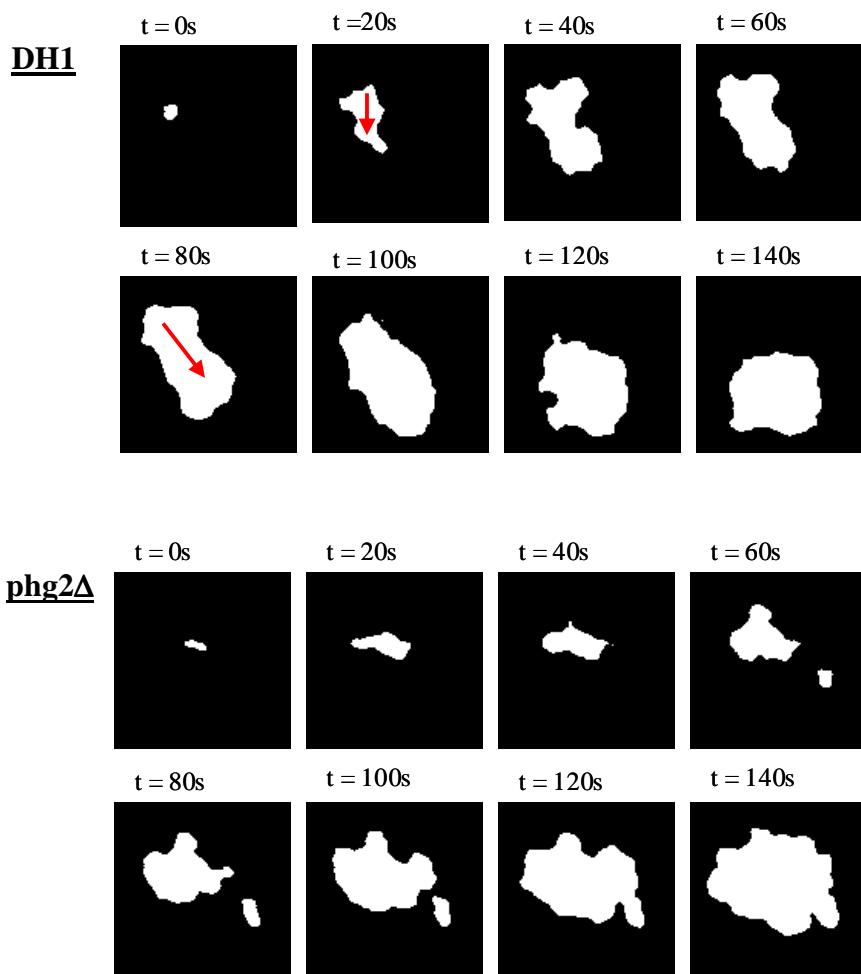 t = 0s
t =20s
t = 40s
t = 60s
DH1
t = 80s
t = 100s
t = 120s
t = 140s
t = 0s
t = 20s
t = 40s
t = 60s
phg2Δ
t = 80s
t = 100s
t = 120s
t = 140s